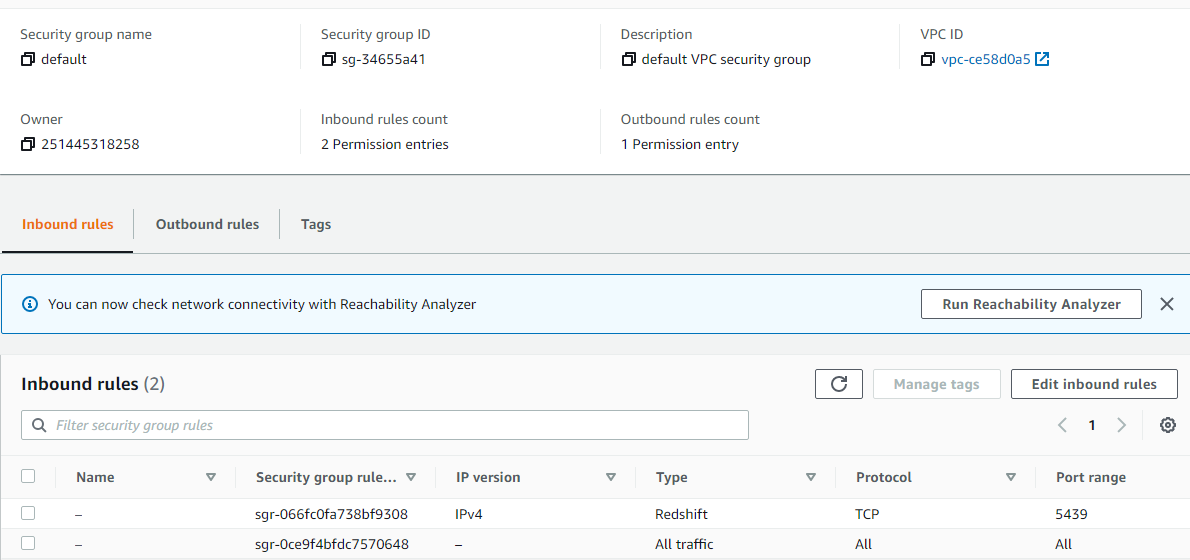 Security group name Security group ID Description VPC ID
default sg-34655a41 default VPC security group vpc-ce58d0a5
Owner Inbound rules count Outbound rules count
251445318258 2 Permission entries 1 Permission entry
Inbound rules Outbound rules Tags
You can now check network connectivity with Reachability Analyzer Run Reachability Analyzer
Inbound rules (2) Manage tags Edit inbound rules
Filter security group rules 1
Name Security group rule... IP version Type Protocol Port range
– sgr-066fc0fa738bf9308 IPv4 Redshift TCP 5439
– sgr-0ce9f4bfdc7570648 – All traffic All All